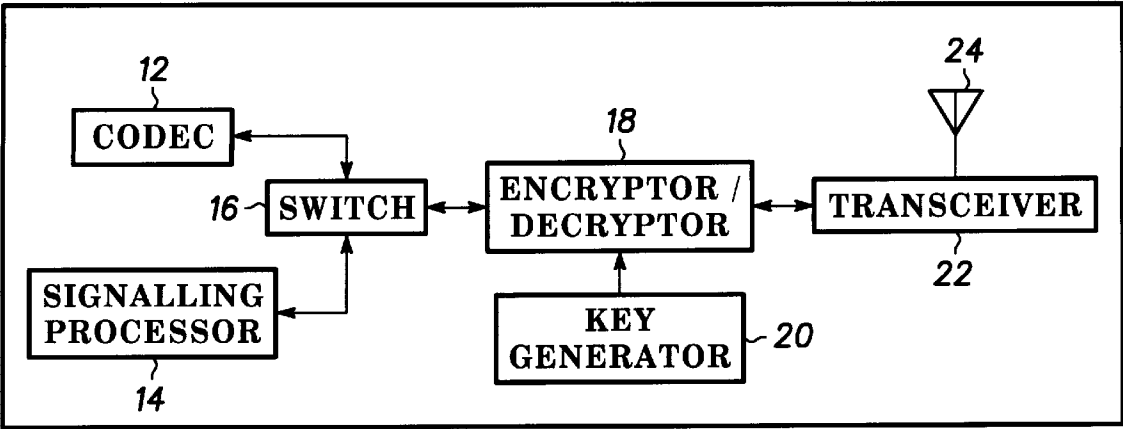 12
CODEC
16
SWITCH
SIGNALLING
PROCESSOR
14
18
ENCRYPTOR /
DECRYPTOR
KEY
GENERATOR
20
24
TRANSCEIVER
22